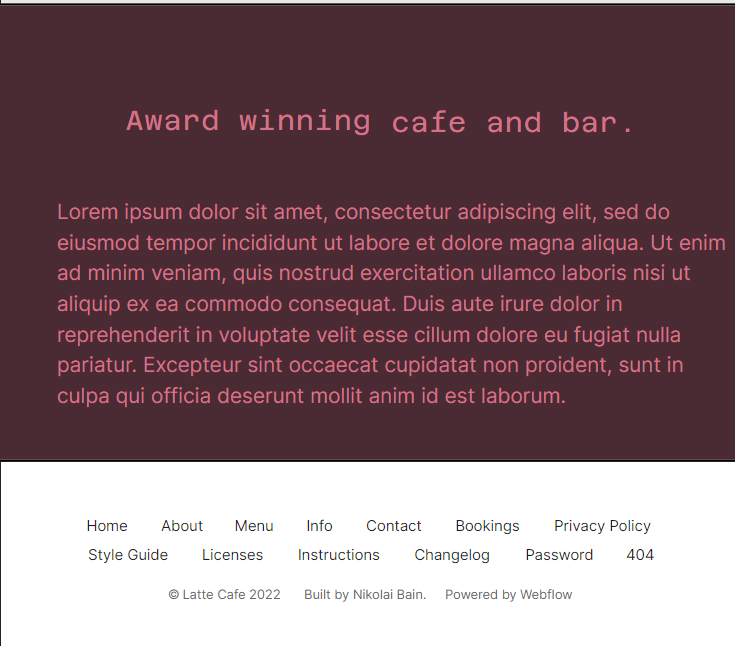 Award winning cafe and bar.
Lorem ipsum dolor sit amet, consectetur adipiscing elit, sed do
eiusmod tempor incididunt ut labore et dolore magna aliqua. Ut enim
ad minim veniam, quis nostrud exercitation ullamco laboris nisi ut
aliquip ex ea commodo consequat. Duis aute irure dolor in
reprehenderit in voluptate velit esse cillum dolore eu fugiat nulla
pariatur. Excepteur sint occaecat cupidatat non proident, sunt in
culpa qui officia deserunt mollit anim id est laborum.
Home About Menu Info Contact Bookings Privacy Policy
Style Guide Licenses Instructions Changelog Password 404
© Latte Cafe 2022 Built by Nikolai Bain. Powered by Webflow